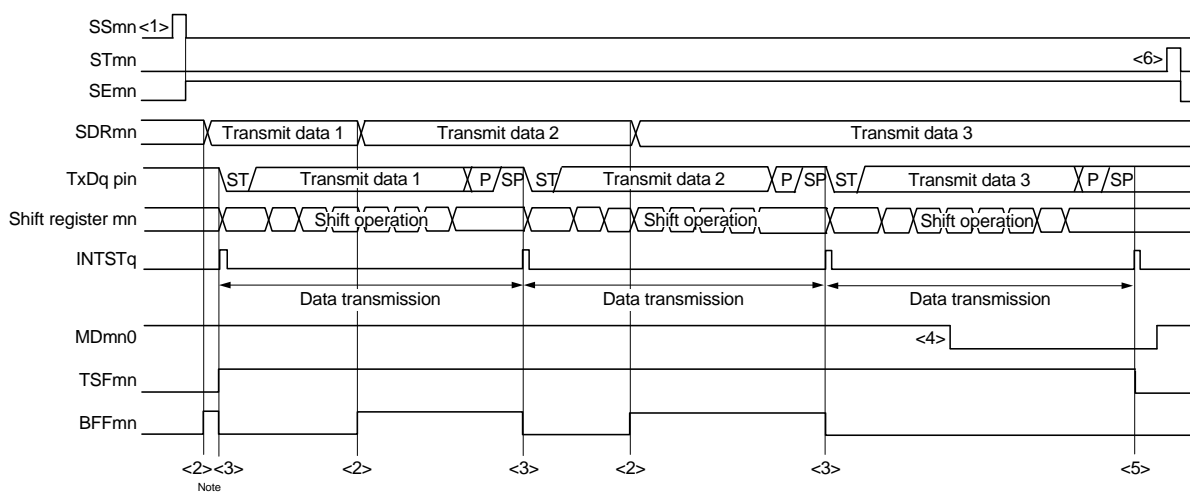 SSmn <1>
STmn <6>
SEmn
SDRmn Transmit data 1 Transmit data 2 Transmit data 3
TxDq pin ST Transmit data 1 P SP ST Transmit data 2 P SP ST Transmit data 3 P SP
Shift register mn Shift operation Shift operation Shift operation
INTSTq
Data transmission Data transmission Data transmission
MDmn0 <4>
TSFmn
BFFmn
<2> <3> <2> <3> <2> <3> <5>
Note